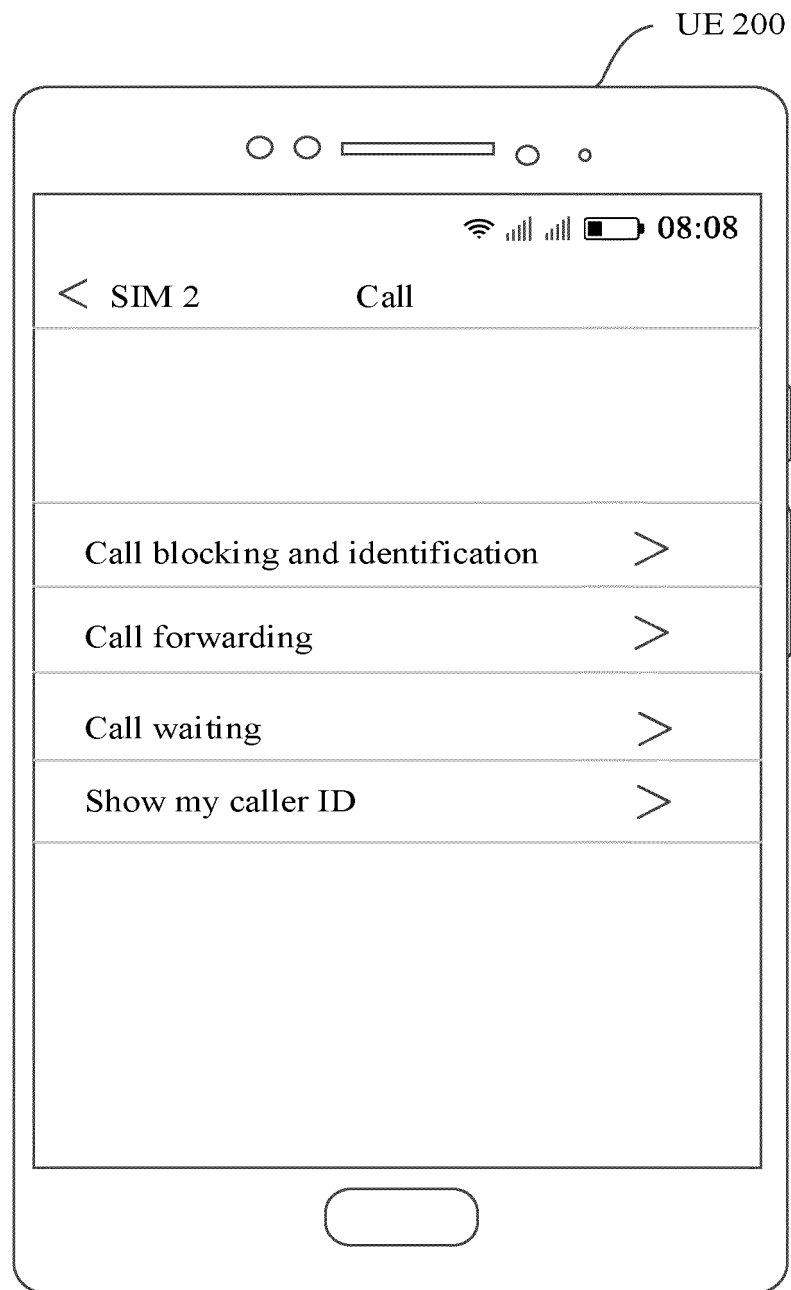 UE 200
08:08
< SIM 2 Call
Call blocking and identification >
Call forwarding >
Call waiting >
Show my caller ID >